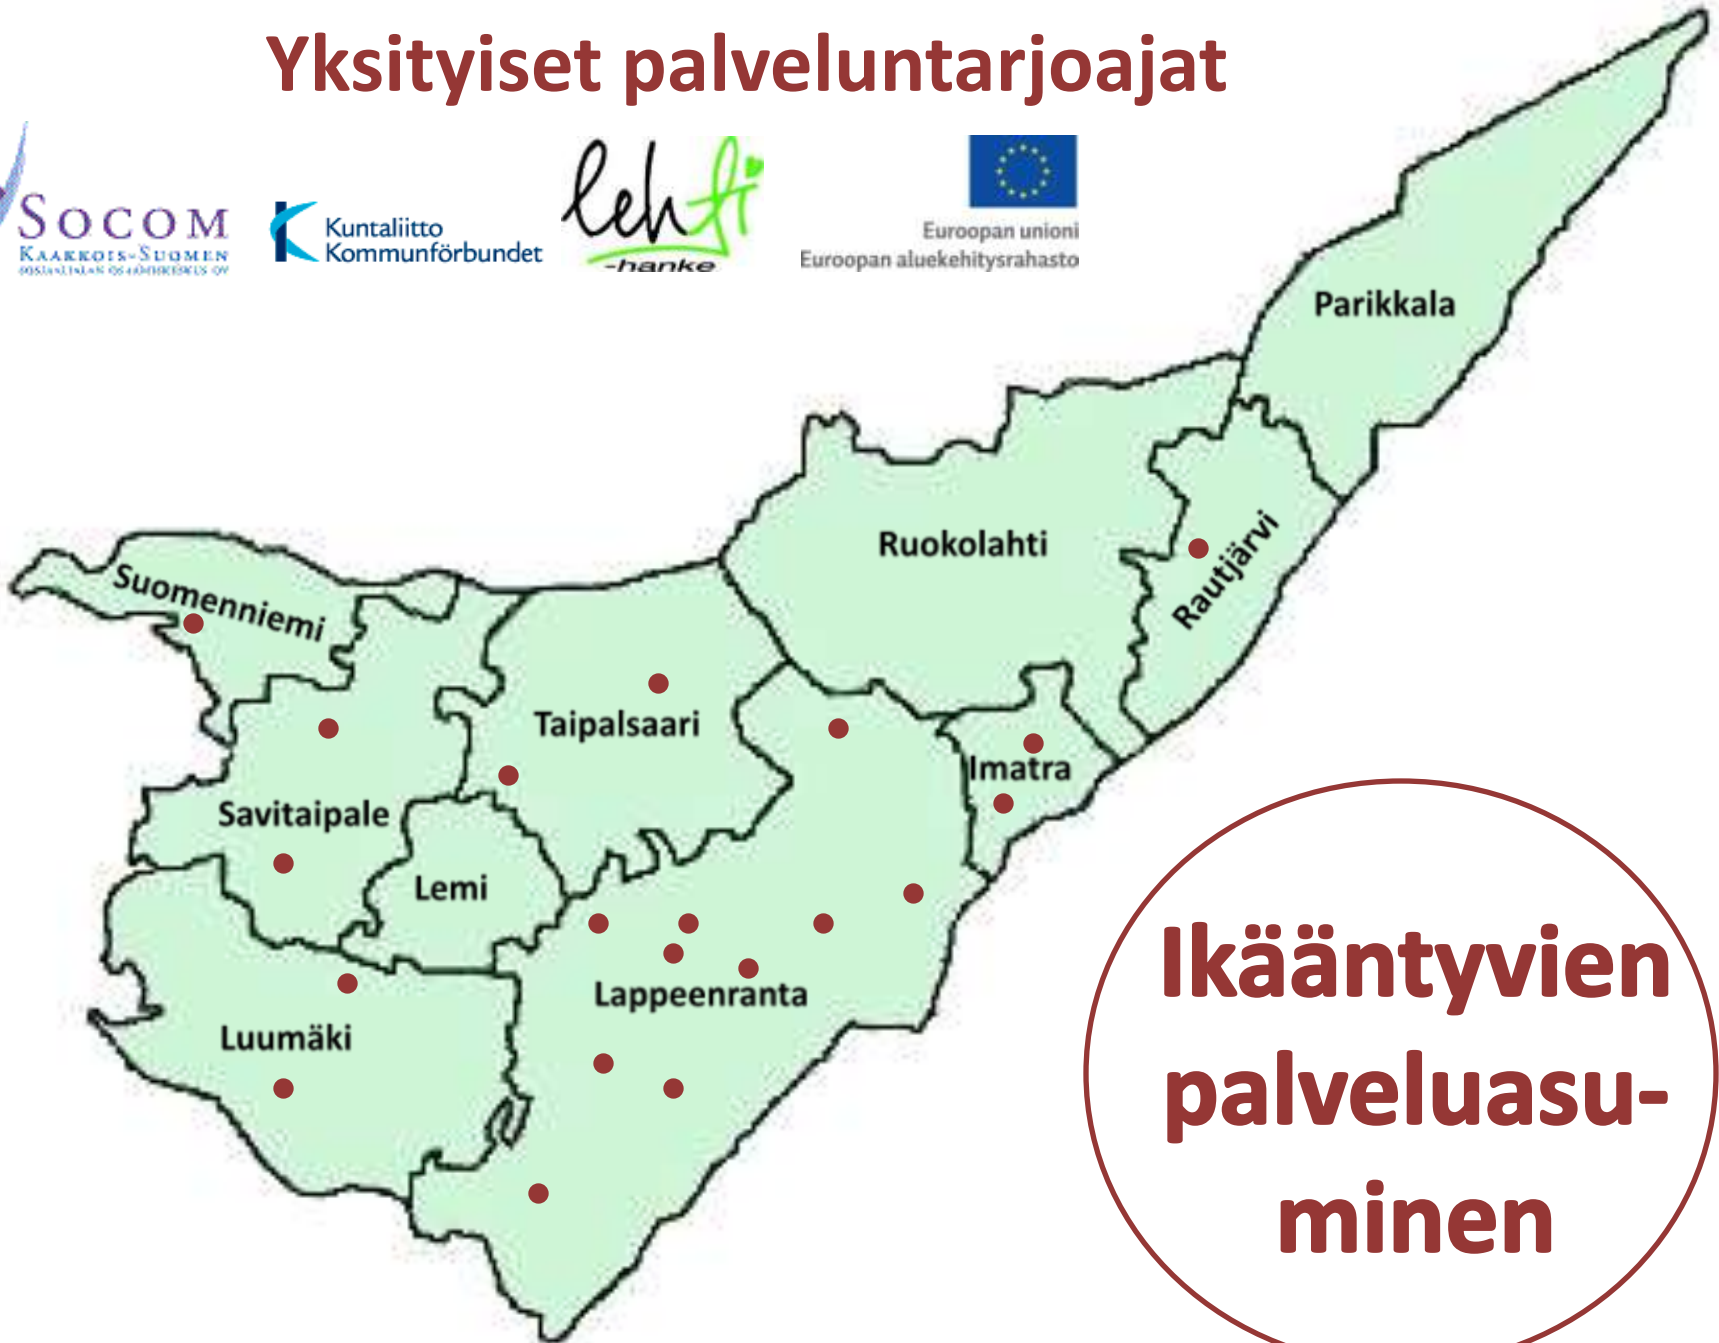 Yksityiset palveluntarjoajat
SOCOM
KAAKKOIS-SUOMEN
Kuntaliitto
Kommunförbundet
lehti
-hanke
Euroopan unioni
Euroopan aluekehitysrahasto
Parikkala
Ruokolahti
Rautjärvi
Suomenniemi
Taipalsaari
Imatra
Savitaipale
Lemi
Lappeenranta
Luumäki
Ikääntyvien
palveluasu-
minen